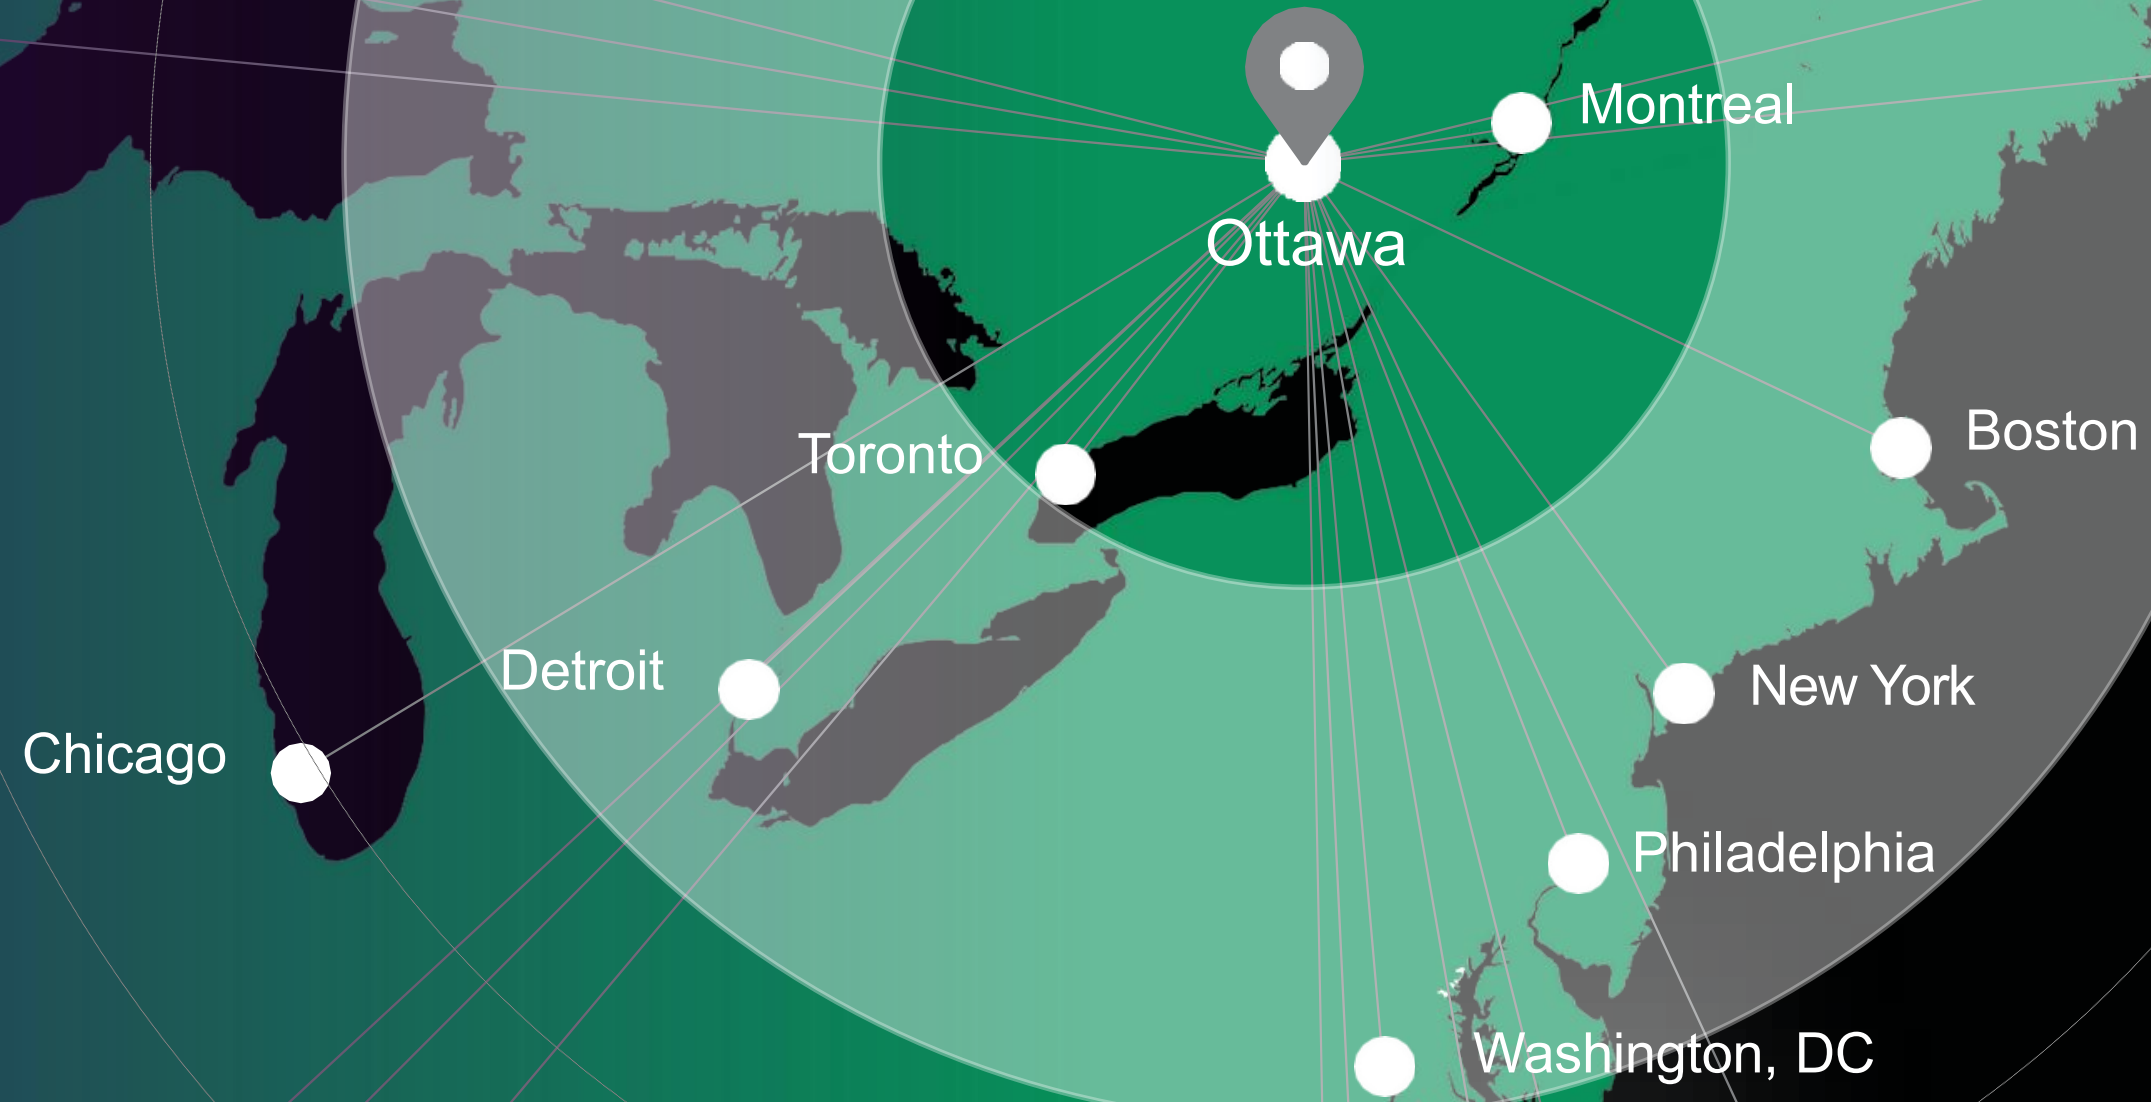 Montreal
Ottawa
Boston
Toronto
Detroit
New York
Chicago
Philadelphia
Washington, DC